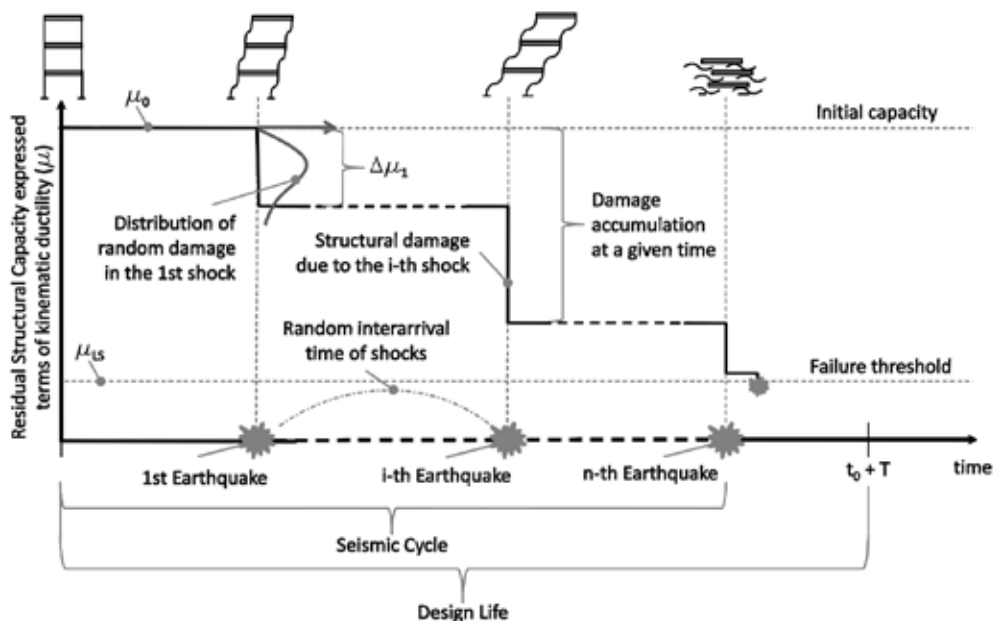 Residual Structural Capacity expressed
terms of kinematic ductility (μ)
μ₀
Initial capacity
Δμ₁
Distribution of
random damage
in the 1st shock
Structural damage
due to the i-th shock
Damage
accumulation
at a given time
Random interarrival
time of shocks
μLS
Failure threshold
1st Earthquake
i-th Earthquake
n-th Earthquake
t₀ + T
time
Seismic Cycle
Design Life